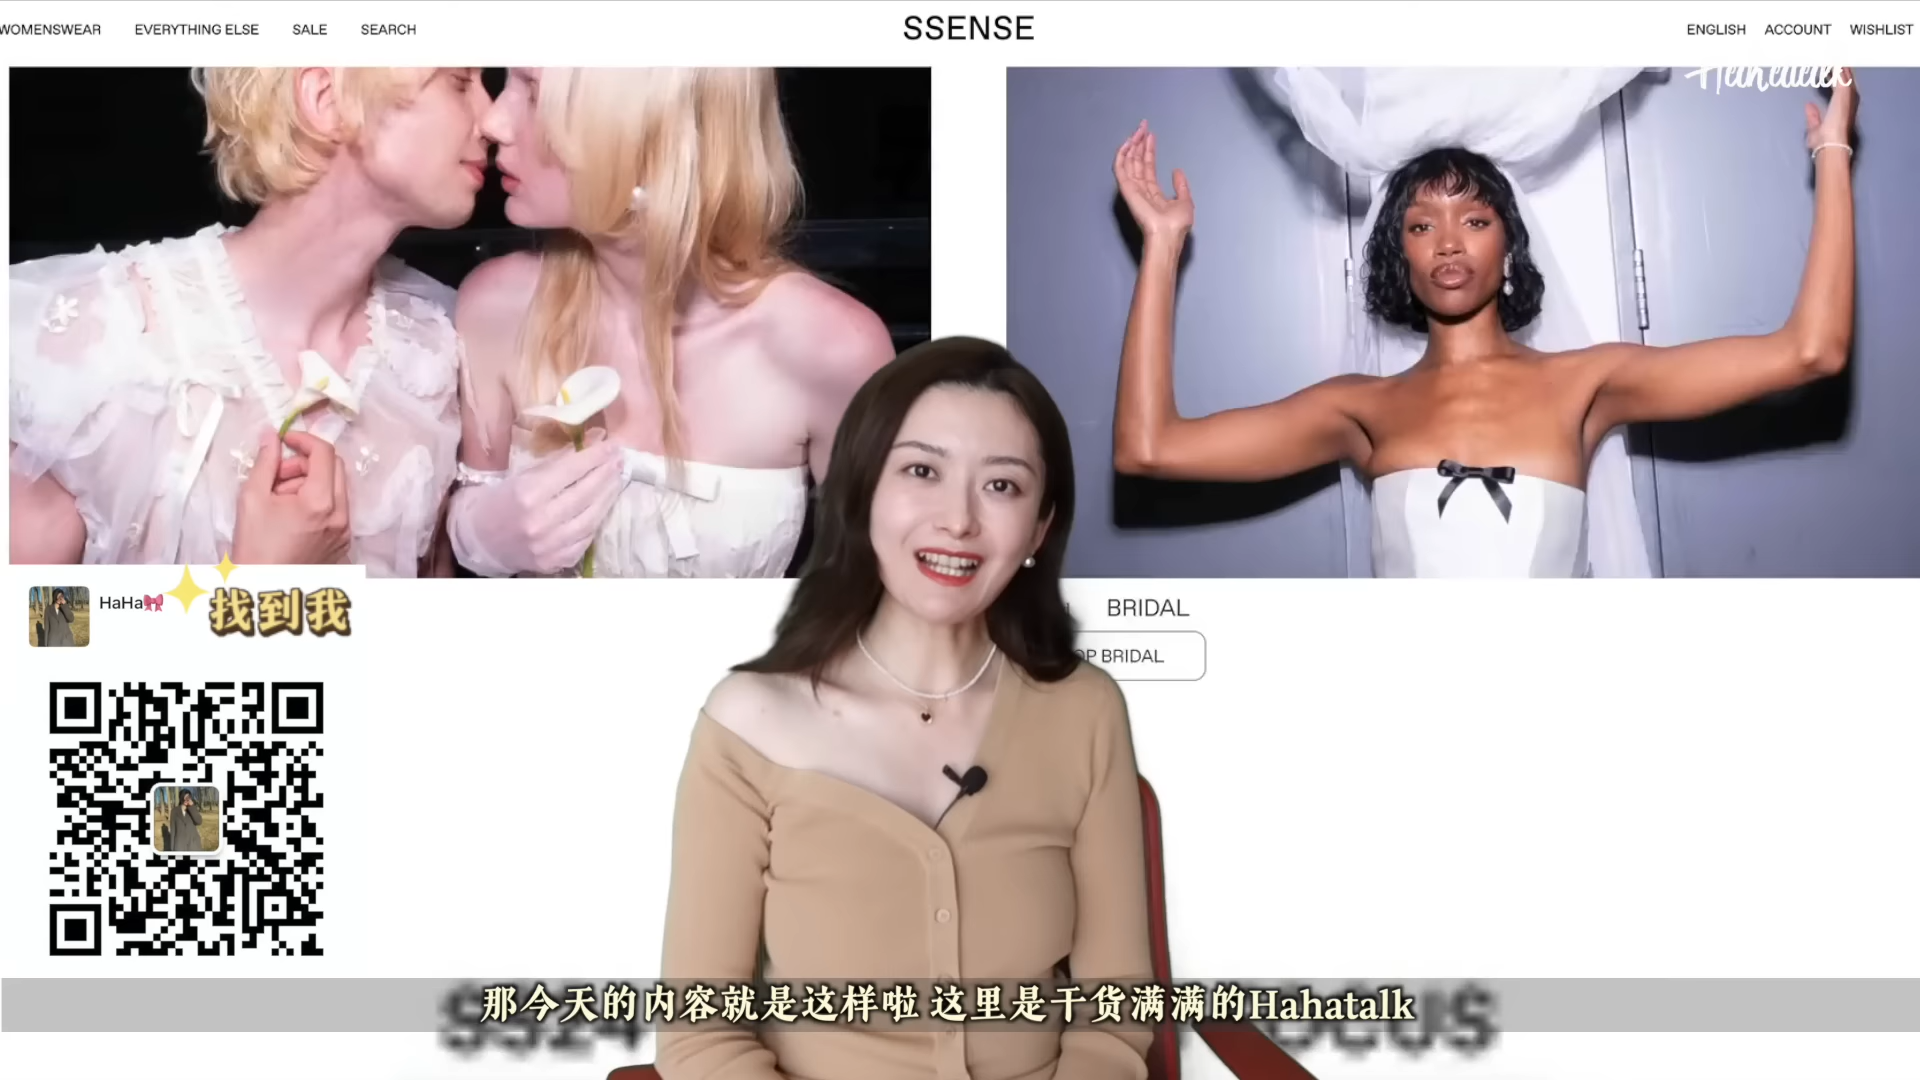 WOMENSWEAR EVERYTHING ELSE SALE SEARCH SSENSE ENGLISH ACCOUNT WISHLIST
HaHa🎀
找到我
BRIDAL
BRIDAL
那今天的内容就是这样啦 这里是干货满满的Hahatalk